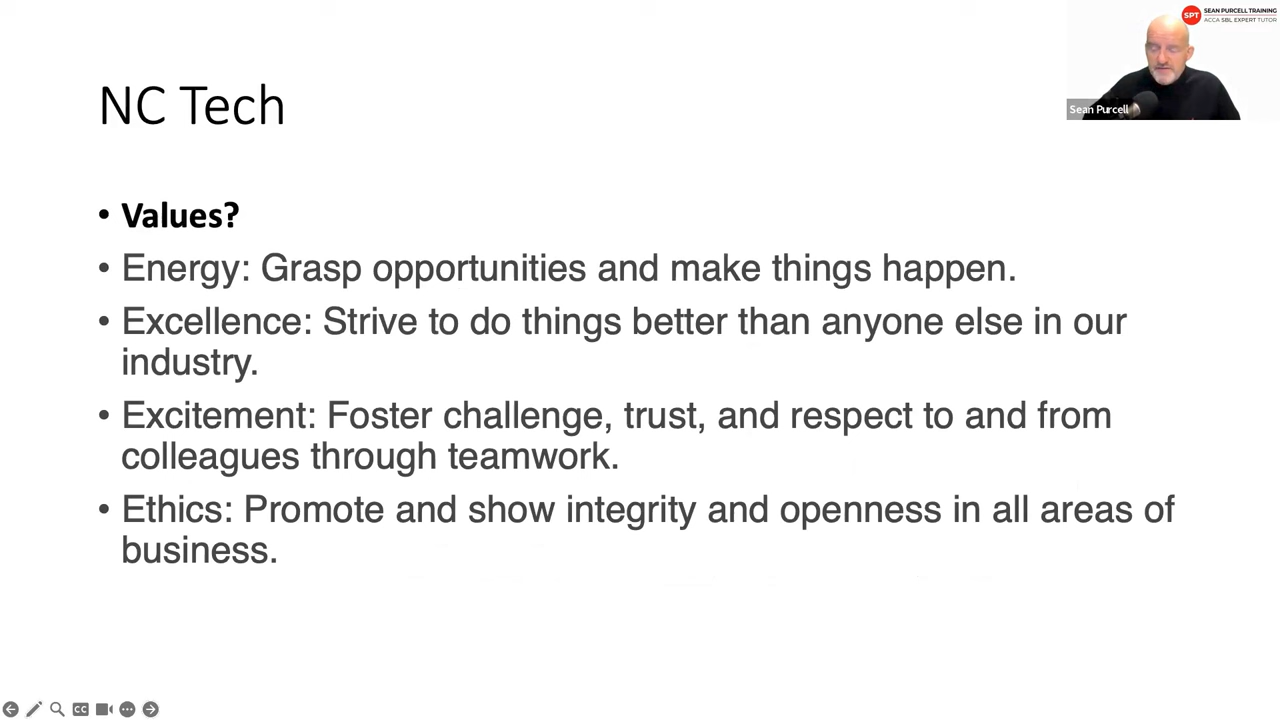 SPT SEAN PURCELL TRAINING
ACCA SBL EXPERT TUTOR
Sean Purcell
NC Tech
• Values?
• Energy: Grasp opportunities and make things happen.
• Excellence: Strive to do things better than anyone else in our
industry.
• Excitement: Foster challenge, trust, and respect to and from
colleagues through teamwork.
• Ethics: Promote and show integrity and openness in all areas of
business.
CC